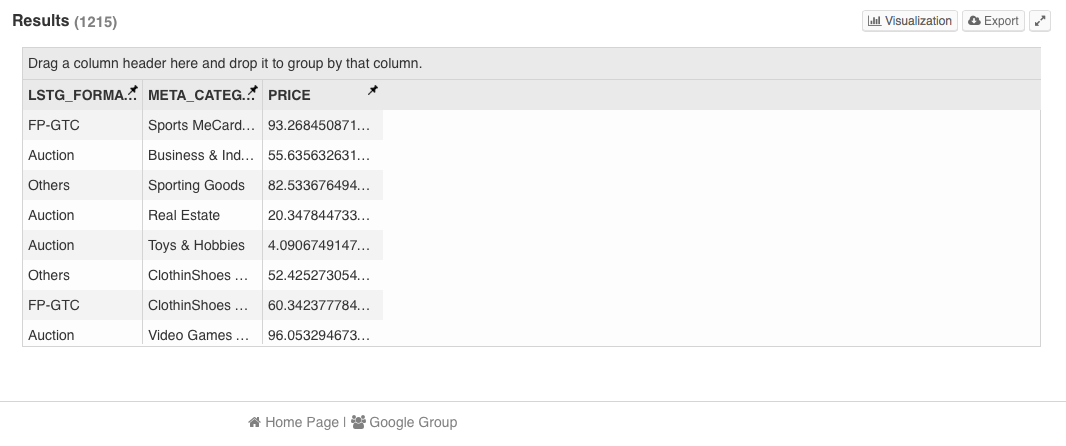 Results (1215)
Visualization Export
Drag a column header here and drop it to group by that column.
LSTG_FORMA... META_CATEG... PRICE
FP-GTC Sports MeCard... 93.268450871...
Auction Business & Ind... 55.635632631...
Others Sporting Goods 82.533676494...
Auction Real Estate 20.347844733...
Auction Toys & Hobbies 4.0906749147...
Others ClothinShoes ... 52.425273054...
FP-GTC ClothinShoes ... 60.342377784...
Auction Video Games ... 96.053294673...
Home Page | Google Group